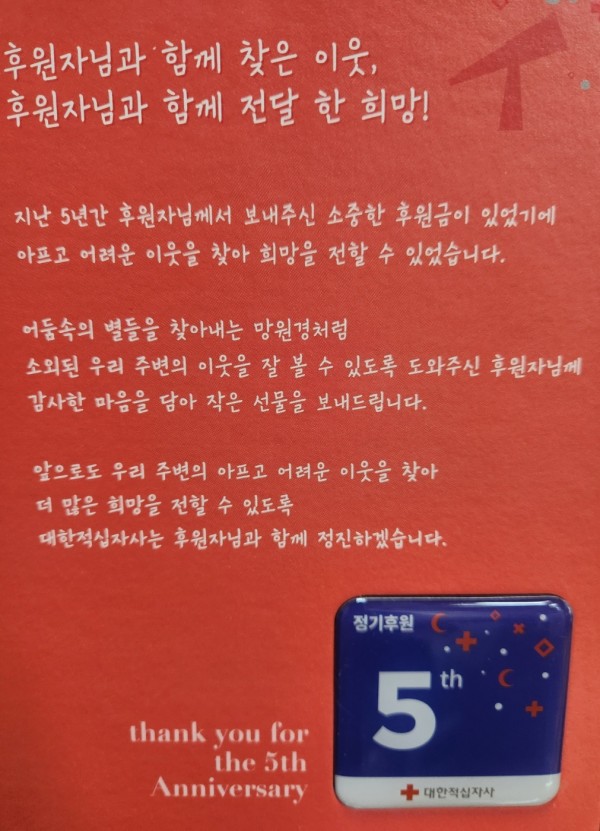 후원자님과 함께 찾은 이웃,
후원자님과 함께 전달 한 희망!
지난 5년간 후원자님께서 보내주신 소중한 후원금이 있었기에
아프고 어려운 이웃을 찾아 희망을 전할 수 있었습니다.
어둠속의 별들을 찾아내는 망원경처럼
소외된 우리 주변의 이웃을 잘 볼 수 있도록 도와주신 후원자님께
감사한 마음을 담아 작은 선물을 보내드립니다.
앞으로도 우리 주변의 아프고 어려운 이웃을 찾아
더 많은 희망을 전할 수 있도록
대한적십자사는 후원자님과 함께 정진하겠습니다.
정기후원
5th
대한적십자사
thank you for
the 5th
Anniversary